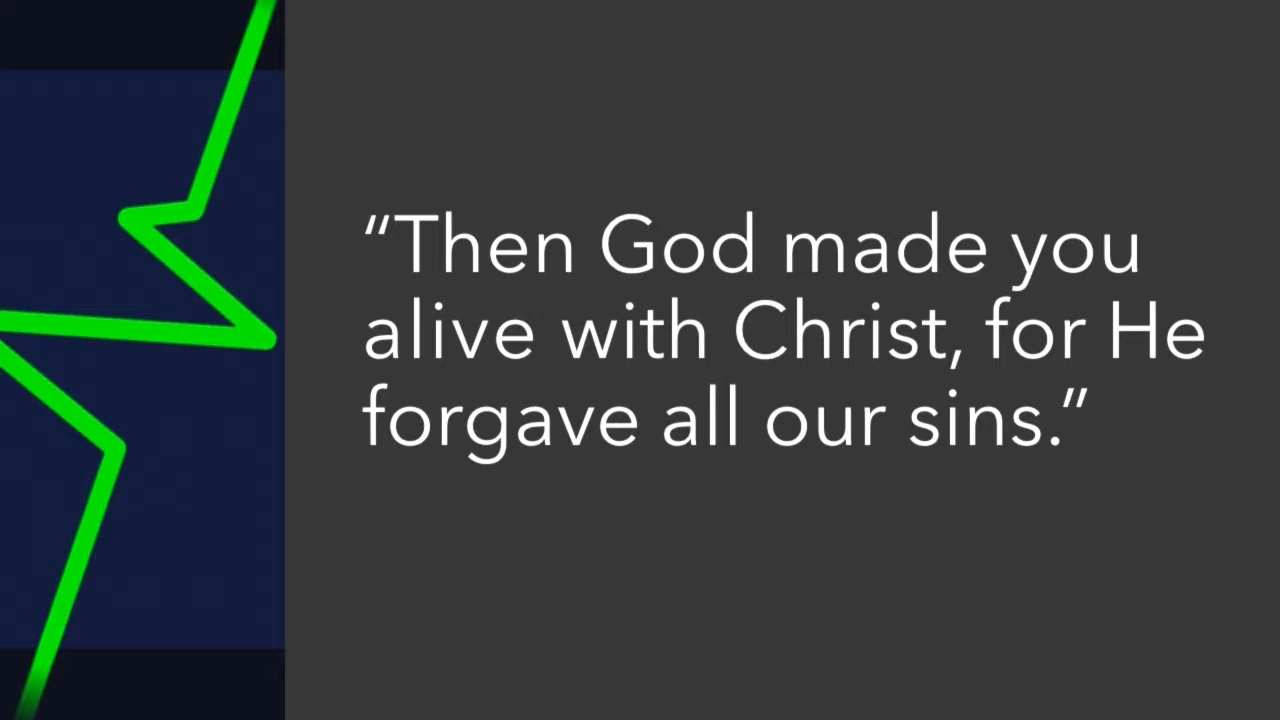 “Then God made you
alive with Christ, for He
forgave all our sins.”